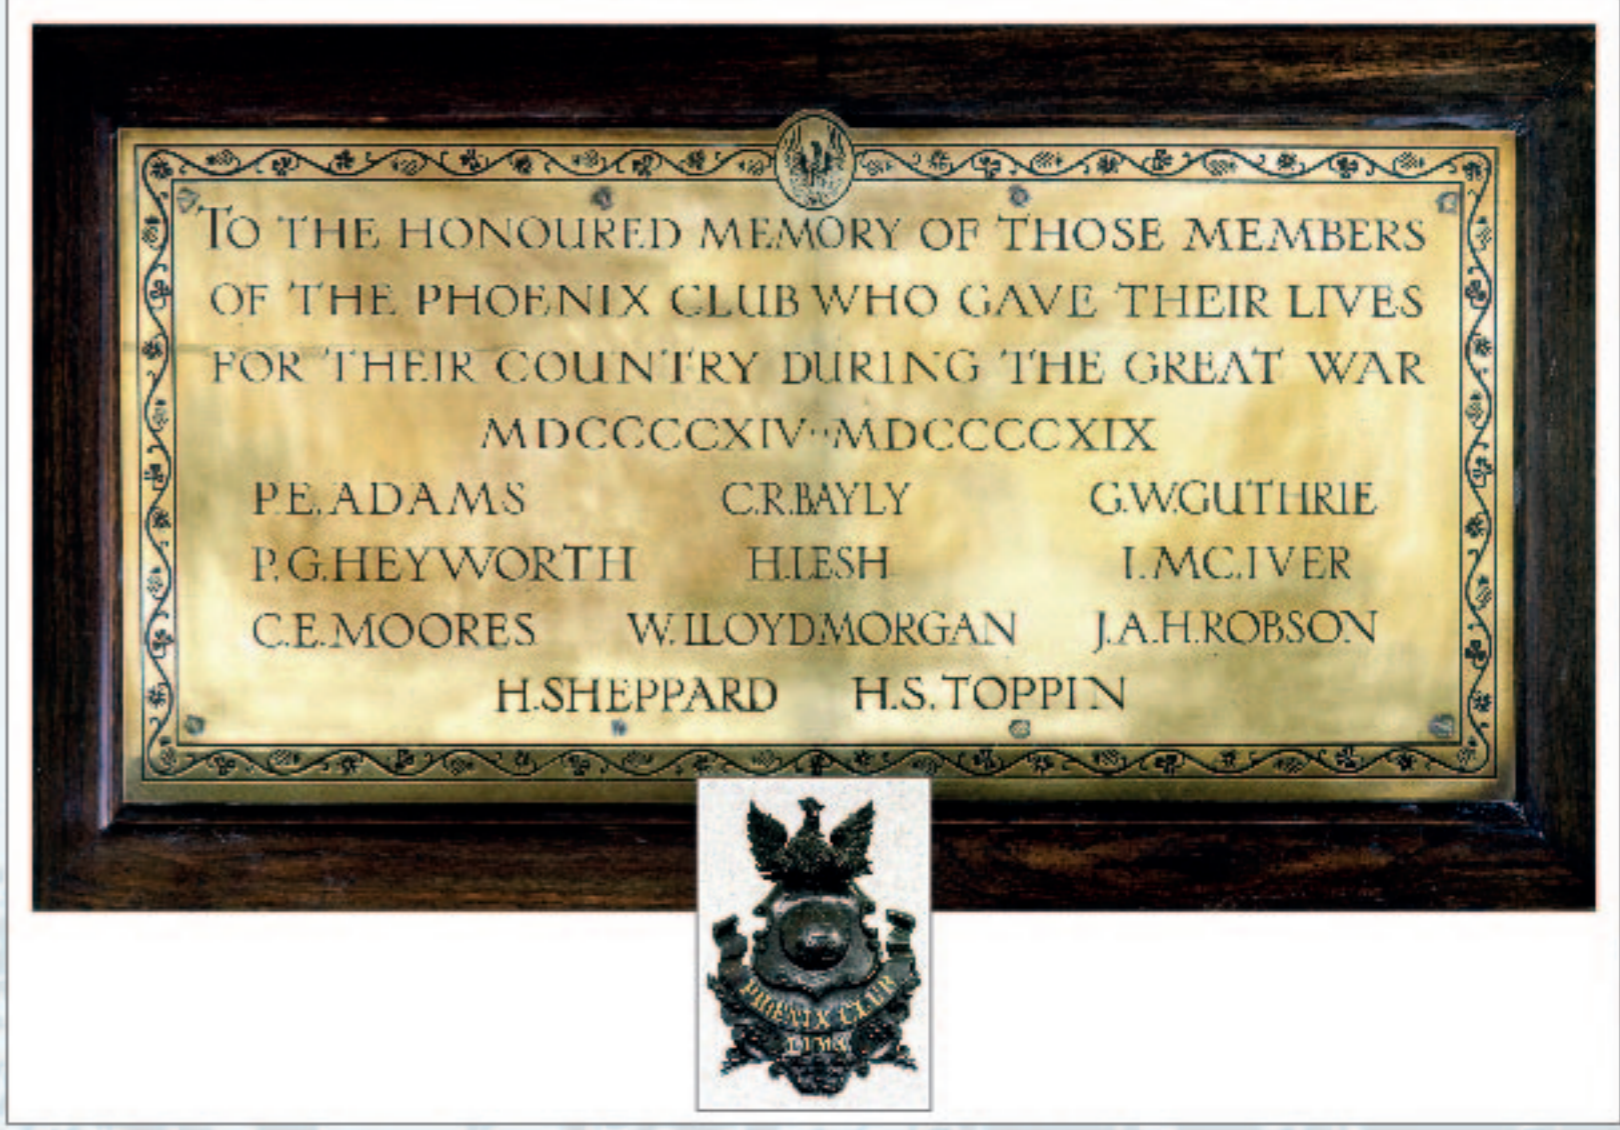 TO THE HONOURED MEMORY OF THOSE MEMBERS
OF THE PHOENIX CLUB WHO GAVE THEIR LIVES
FOR THEIR COUNTRY DURING THE GREAT WAR
MDCCCCXIV··MDCCCCXIX
P.E.ADAMS C.R.BAYLY G.W.GUTHRIE
P.G.HEYWORTH H.LESH I.MC.IVER
C.E.MOORES W.LLOYD MORGAN J.A.H.ROBSON
H.SHEPPARD H.S.TOPPIN
PHOENIX CLUB
LIMA